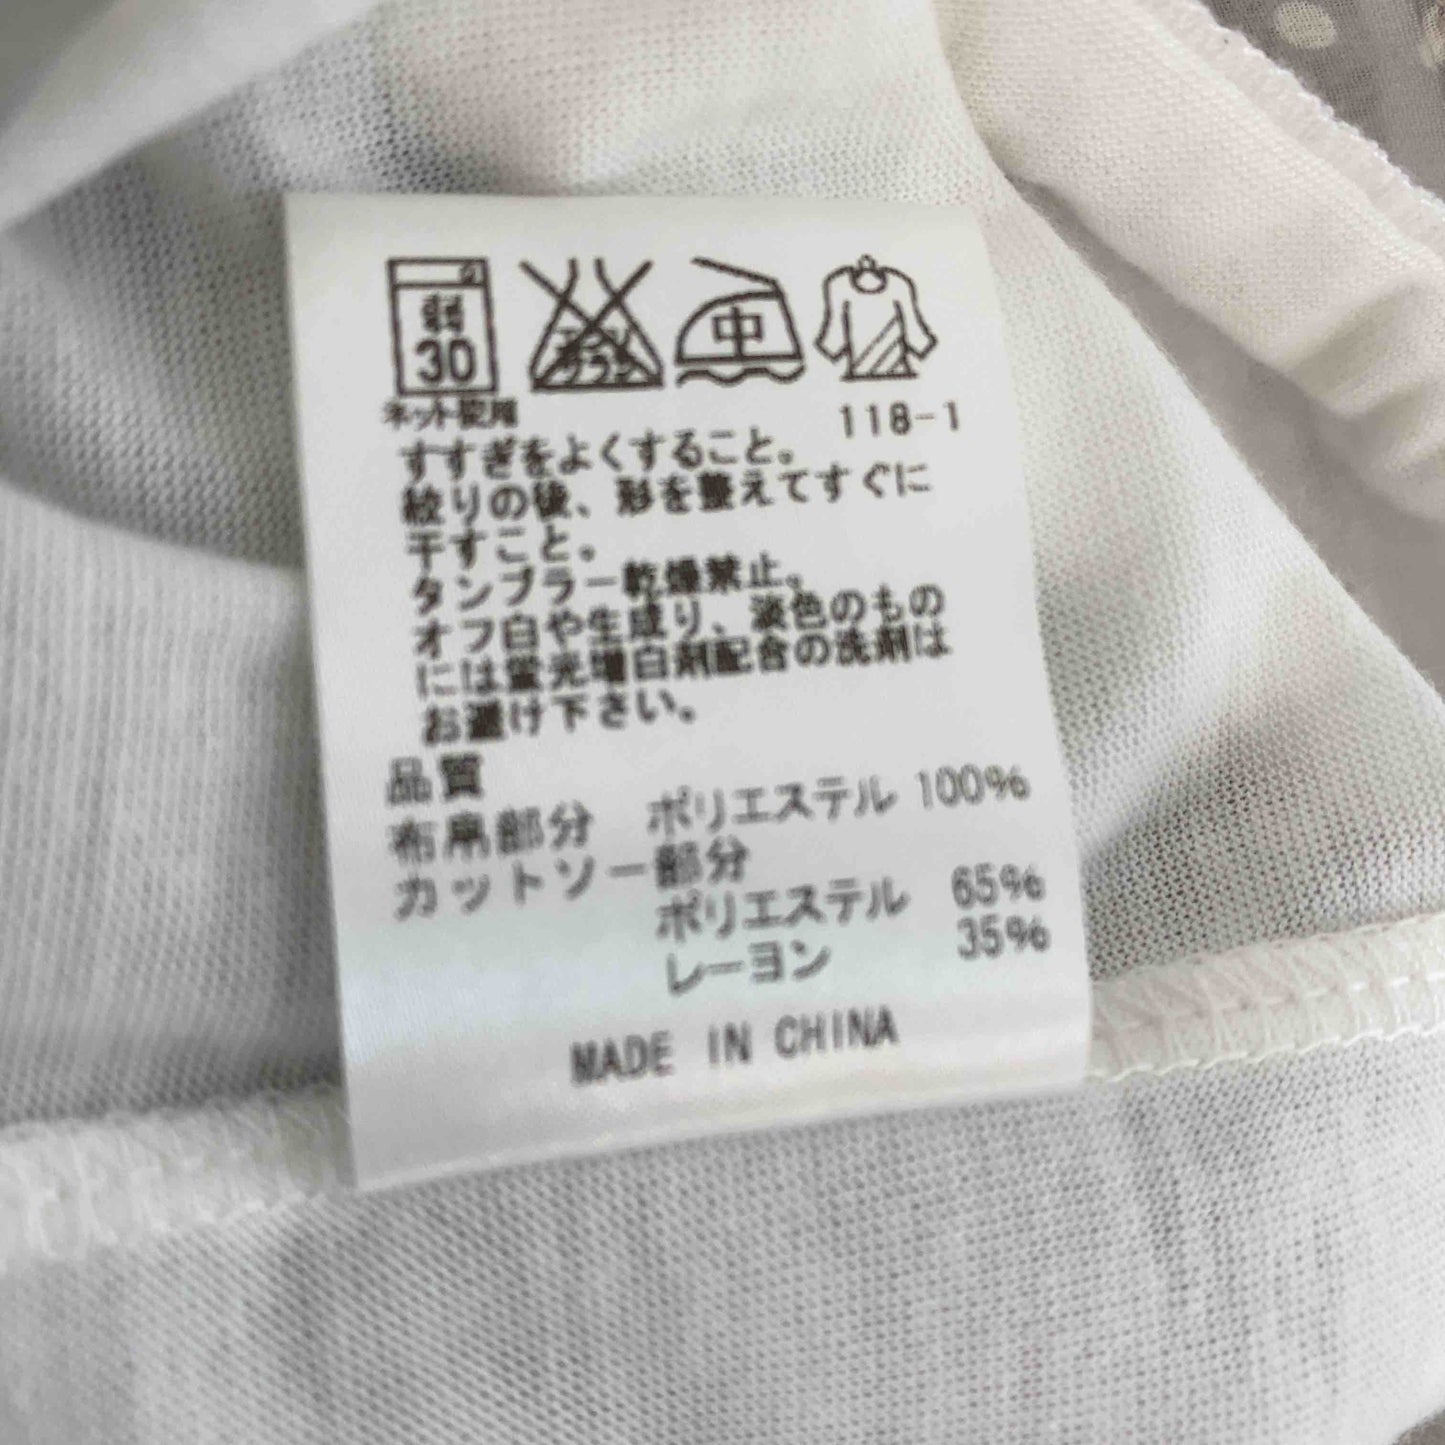 弱
30
中
ネット使用
118-1
すすぎをよくすること。
絞りの後、形を整えてすぐに
干すこと。
タンブラー乾燥禁止。
オフ白や生成り、淡色のもの
には蛍光増白剤配合の洗剤は
お避け下さい。
品質
布帛部分 ポリエステル 100%
カットソー部分
ポリエステル 65%
レーヨン 35%
MADE IN CHINA